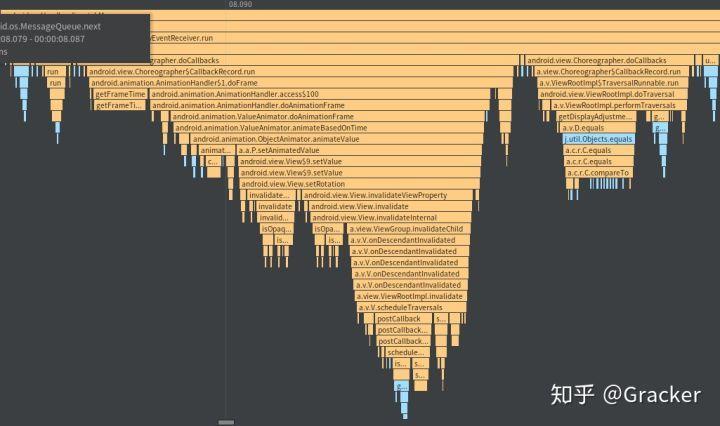 08.090
id.os.MessageQueue.next
08.079 - 00:00:08.087
ms
EventReceiver.run
grapher.doCallbacks
android.view.Choreographer.doCallbacks
u...
run
android.view.Choreographer$CallbackRecord.run
a.view.Choreographer$CallbackRecord.run
run
android.animation.AnimationHandler$1.doFrame
a.v.ViewRootImpl$TraversalRunnable.run
getFrameTime
android.animation.AnimationHandler.access$100
android.view.ViewRootImpl.doTraversal
getFrameTi...
android.animation.AnimationHandler.doAnimationFrame
a.v.ViewRootImpl.performTraversals
android.animation.ValueAnimator.doAnimationFrame
getDisplayAdjustme...
g...
android.animation.ValueAnimator.animateBasedOnTime
a.v.D.equals
g...
android.animation.ObjectAnimator.animateValue
j.util.Objects.equals
animat...
a.a.P.setAnimatedValue
a.c.r.C.equals
c...
android.view.View$9.setValue
a.c.r.C.equals
android.view.View$9.setValue
a.c.r.C.compareTo
android.view.View.setRotation
invalidate...
android.view.View.invalidateViewProperty
invalidate
android.view.View.invalidate
invalid...
android.view.View.invalidateInternal
isOpaq...
isOpa...
a.view.ViewGroup.invalidateChild
is...
is...
a.v.V.onDescendantInvalidated
a.v.V.onDescendantInvalidated
a.v.V.onDescendantInvalidated
a.v.V.onDescendantInvalidated
a.v.V.onDescendantInvalidated
a.view.ViewRootImpl.invalidate
a.v.V.scheduleTraversals
postCallback
s...
postCallback...
postCallback...
schedule...
is...
s...
s...
g...
知乎 @Gracker